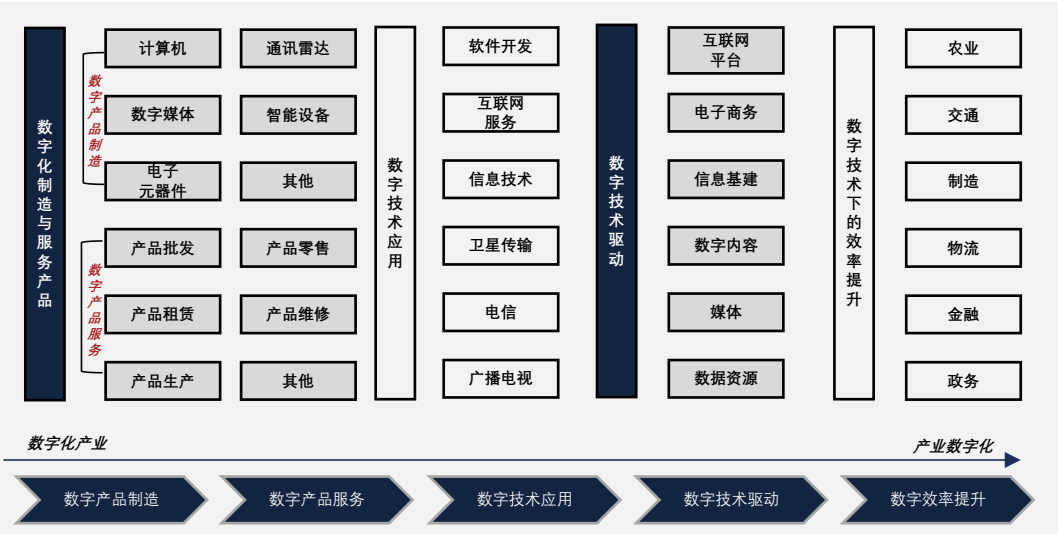 数字化制造与服务产品
数字产品制造
计算机
通讯雷达
数字媒体
智能设备
电子
元器件
其他
数字产品服务
产品批发
产品零售
产品租赁
产品维修
产品生产
其他
数字技术应用
软件开发
互联网
服务
信息技术
卫星传输
电信
广播电视
数字技术驱动
互联网
平台
电子商务
信息基建
数字内容
媒体
数据资源
数字技术下的效率提升
农业
交通
制造
物流
金融
政务
数字化产业
产业数字化
数字产品制造
数字产品服务
数字技术应用
数字技术驱动
数字效率提升